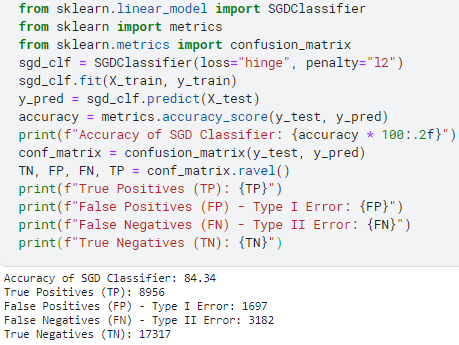 from sklearn.linear_model import SGDClassifier
from sklearn import metrics
from sklearn.metrics import confusion_matrix
sgd_clf = SGDClassifier(loss="hinge", penalty="l2")
sgd_clf.fit(X_train, y_train)
y_pred = sgd_clf.predict(X_test)
accuracy = metrics.accuracy_score(y_test, y_pred)
print(f"Accuracy of SGD Classifier: {accuracy * 100:.2f}")
conf_matrix = confusion_matrix(y_test, y_pred)
TN, FP, FN, TP = conf_matrix.ravel()
print(f"True Positives (TP): {TP}")
print(f"False Positives (FP) - Type I Error: {FP}")
print(f"False Negatives (FN) - Type II Error: {FN}")
print(f"True Negatives (TN): {TN}")
Accuracy of SGD Classifier: 84.34
True Positives (TP): 8956
False Positives (FP) - Type I Error: 1697
False Negatives (FN) - Type II Error: 3182
True Negatives (TN): 17317